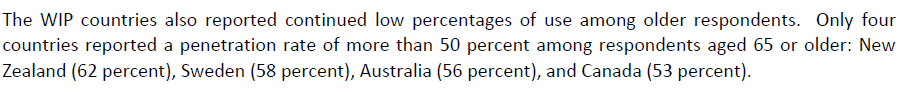 The WIP countries also reported continued low percentages of use among older respondents.  Only four
countries reported a penetration rate of more than 50 percent among respondents aged 65 or older: New
Zealand (62 percent), Sweden (58 percent), Australia (56 percent), and Canada (53 percent).